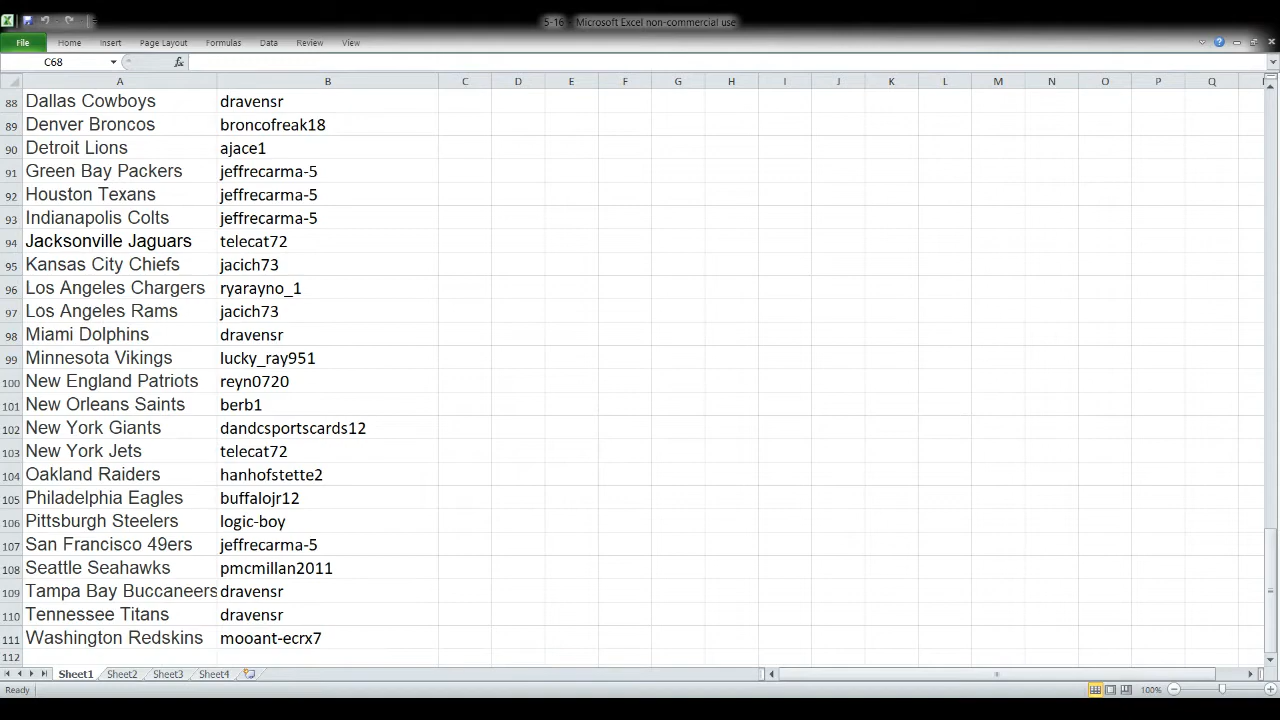 5-16 - Microsoft Excel non-commercial use
File Home Insert Page Layout Formulas Data Review View
C68 fx
A B C D E F G H I J K L M N O P Q
88 Dallas Cowboys dravensr
89 Denver Broncos broncofreak18
90 Detroit Lions ajace1
91 Green Bay Packers jeffrecarma-5
92 Houston Texans jeffrecarma-5
93 Indianapolis Colts jeffrecarma-5
94 Jacksonville Jaguars telecat72
95 Kansas City Chiefs jacich73
96 Los Angeles Chargers ryarayno_1
97 Los Angeles Rams jacich73
98 Miami Dolphins dravensr
99 Minnesota Vikings lucky_ray951
100 New England Patriots reyn0720
101 New Orleans Saints berb1
102 New York Giants dandcsportscards12
103 New York Jets telecat72
104 Oakland Raiders hanhofstette2
105 Philadelphia Eagles buffalojr12
106 Pittsburgh Steelers logic-boy
107 San Francisco 49ers jeffrecarma-5
108 Seattle Seahawks pmcmillan2011
109 Tampa Bay Buccaneers dravensr
110 Tennessee Titans dravensr
111 Washington Redskins mooant-ecrx7
112
Sheet1 Sheet2 Sheet3 Sheet4
Ready 100%